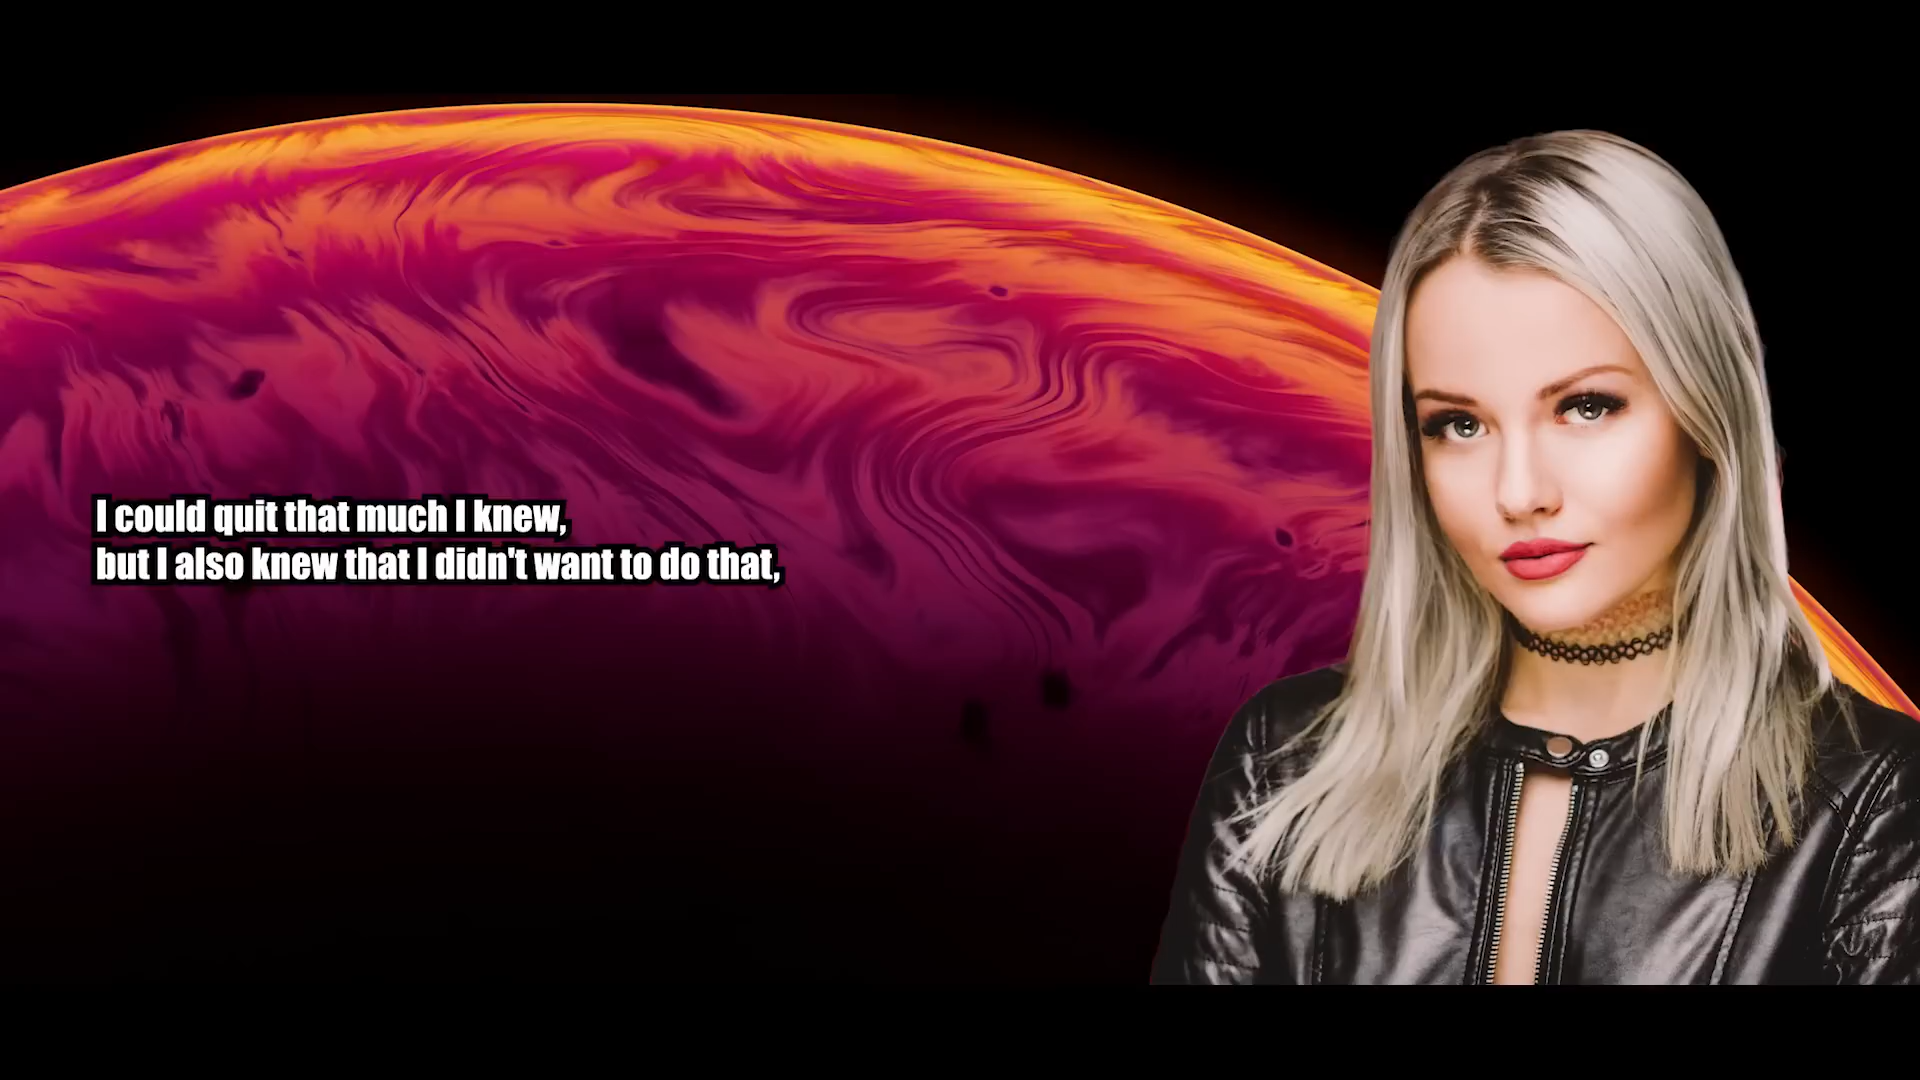 I could quit that much I knew,
but I also knew that I didn't want to do that,